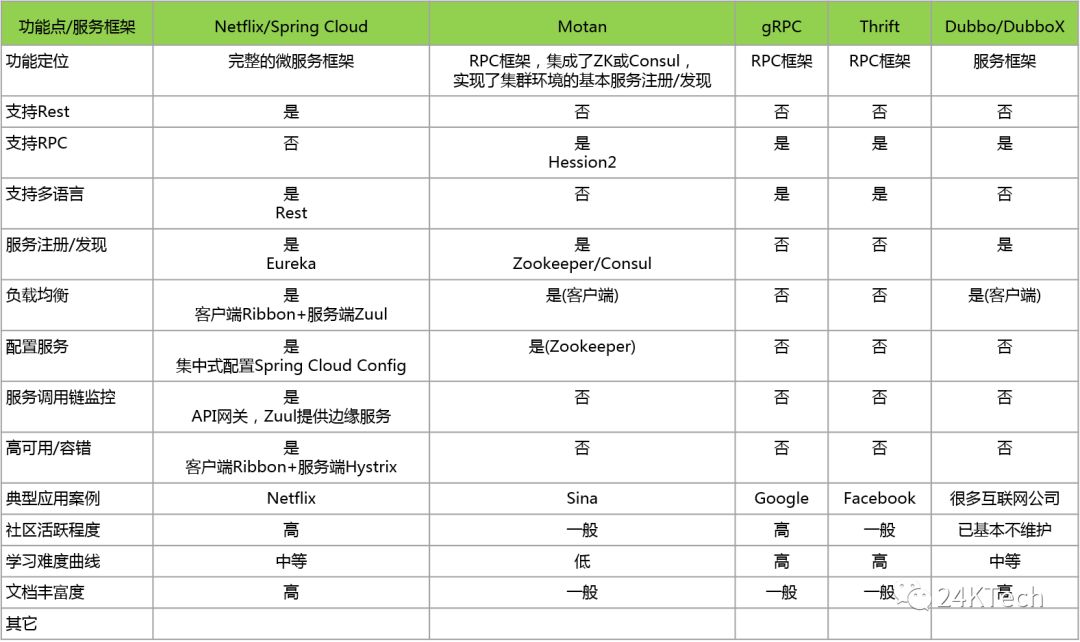 功能点/服务框架 Netflix/Spring Cloud Motan gRPC Thrift Dubbo/DubboX
功能定位 完整的微服务框架 RPC框架，集成了ZK或Consul， RPC框架 RPC框架 服务框架
实现了集群环境的基本服务注册/发现
支持Rest 是 否 否 否 否
支持RPC 否 是 是 是 是
Hession2
支持多语言 是 否 是 是 否
Rest
服务注册/发现 是 是 否 否 是
Eureka Zookeeper/Consul
负载均衡 是 是(客户端) 否 否 是(客户端)
客户端Ribbon+服务端Zuul
配置服务 是 是(Zookeeper) 否 否 否
集中式配置Spring Cloud Config
服务调用链监控 是 否 否 否 否
API网关，Zuul提供边缘服务
高可用/容错 是 否 否 否 否
客户端Ribbon+服务端Hystrix
典型应用案例 Netflix Sina Google Facebook 很多互联网公司
社区活跃程度 高 一般 高 一般 已基本不维护
学习难度曲线 中等 低 高 高 中等
文档丰富度 高 一般 一般 一般 高
24KTech
其它